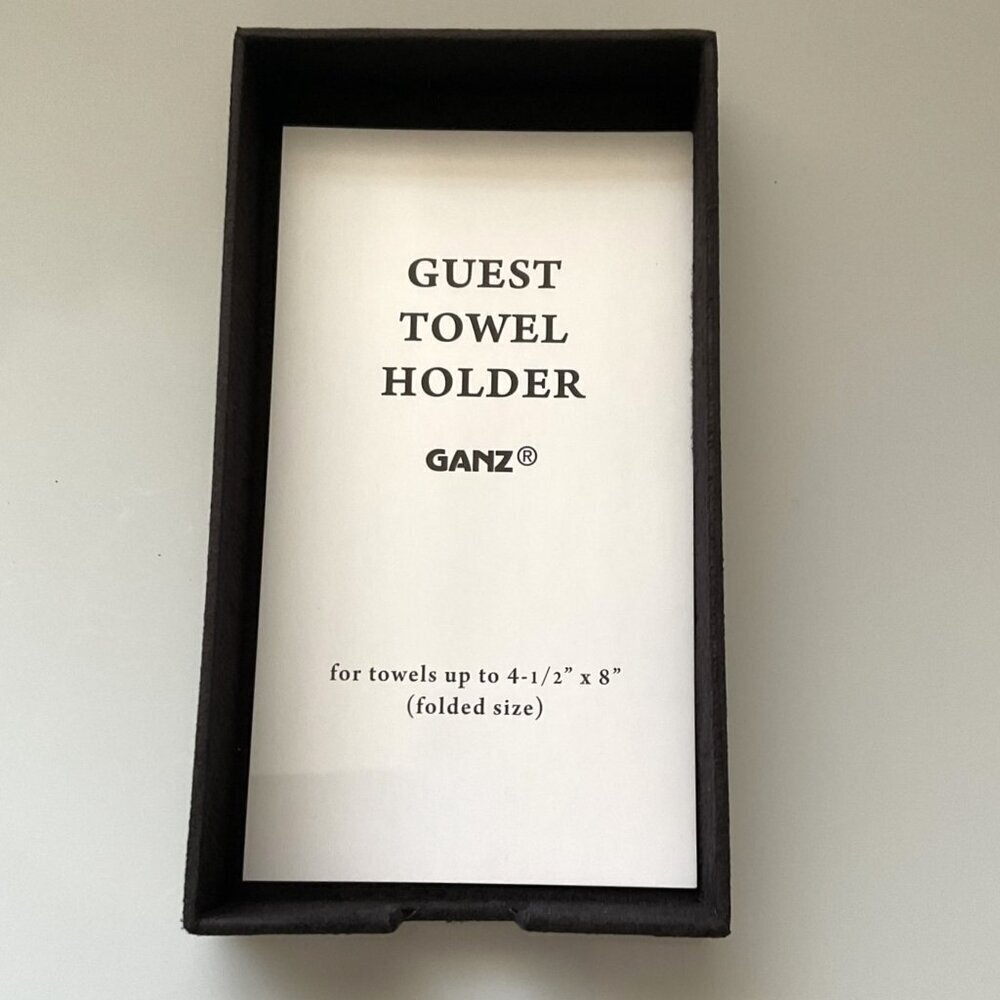 GUEST
TOWEL
HOLDER
GANZ®
for towels up to 4-1/2” x 8”
(folded size)